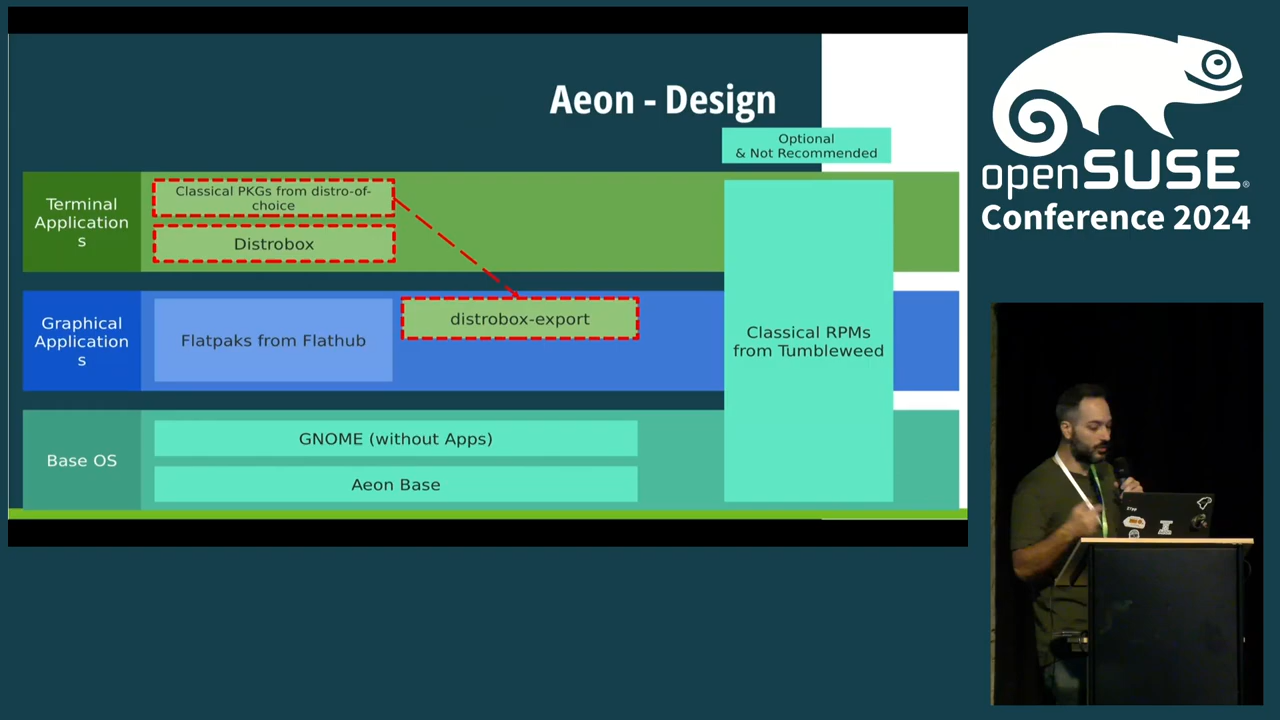 Aeon - Design
Optional
& Not Recommended
Terminal
Application
s
Classical PKGs from distro-of-
choice
Distrobox
Graphical
Application
s
Flatpaks from Flathub
distrobox-export
Classical RPMs
from Tumbleweed
Base OS
GNOME (without Apps)
Aeon Base
openSUSE®
Conference 2024